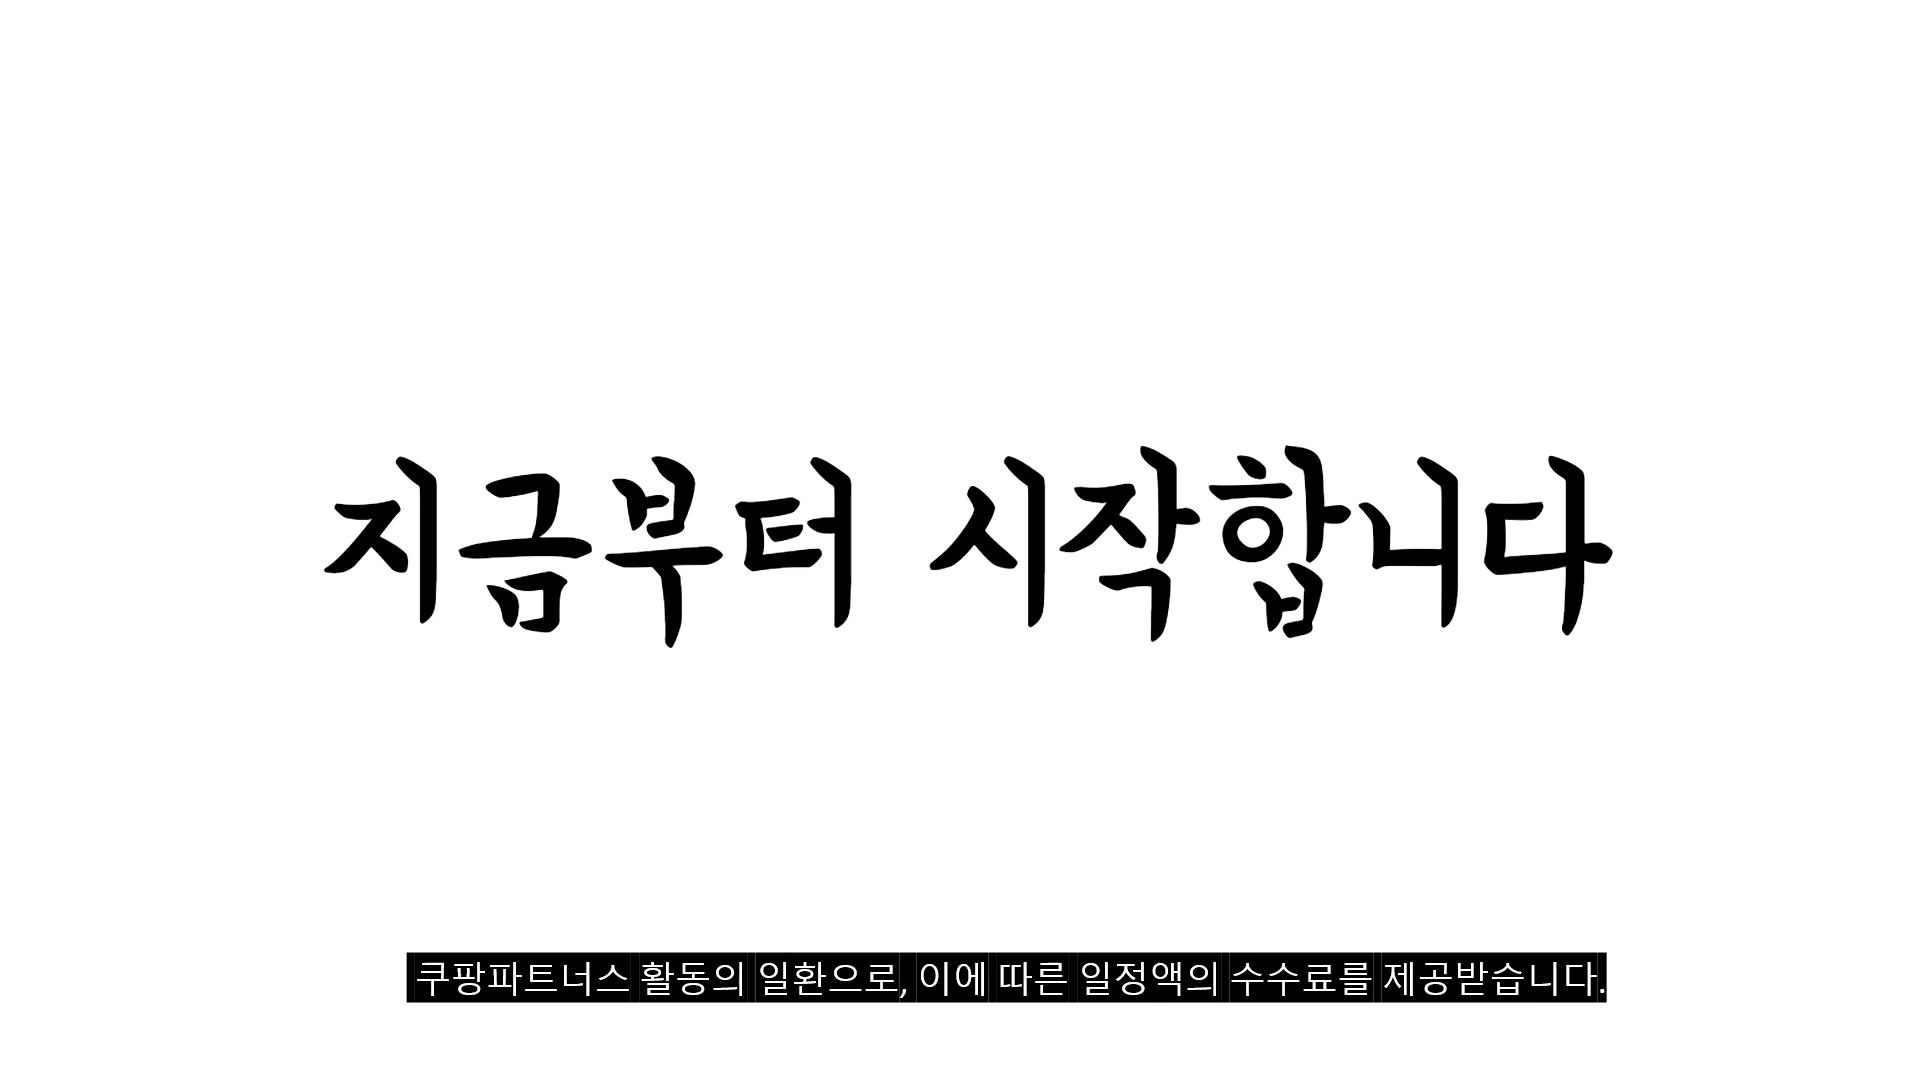 지금부터 시작합니다
쿠팡파트너스 활동의 일환으로, 이에 따른 일정액의 수수료를 제공받습니다.